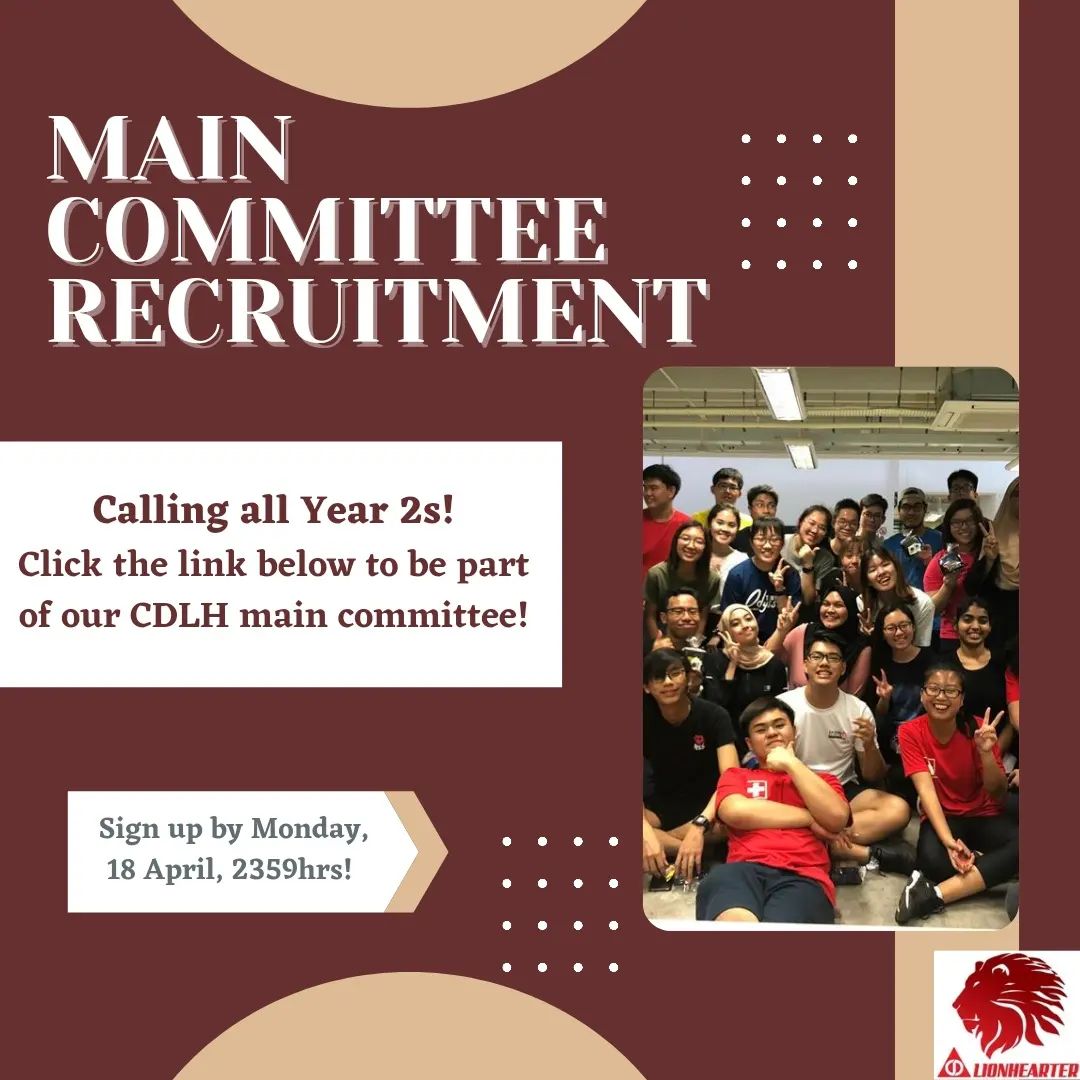 MAIN
COMMITTEE
RECRUITMENT
Calling all Year 2s!
Click the link below to be part
of our CDLH main committee!
Sign up by Monday,
18 April, 2359hrs!
LIONHEARTER